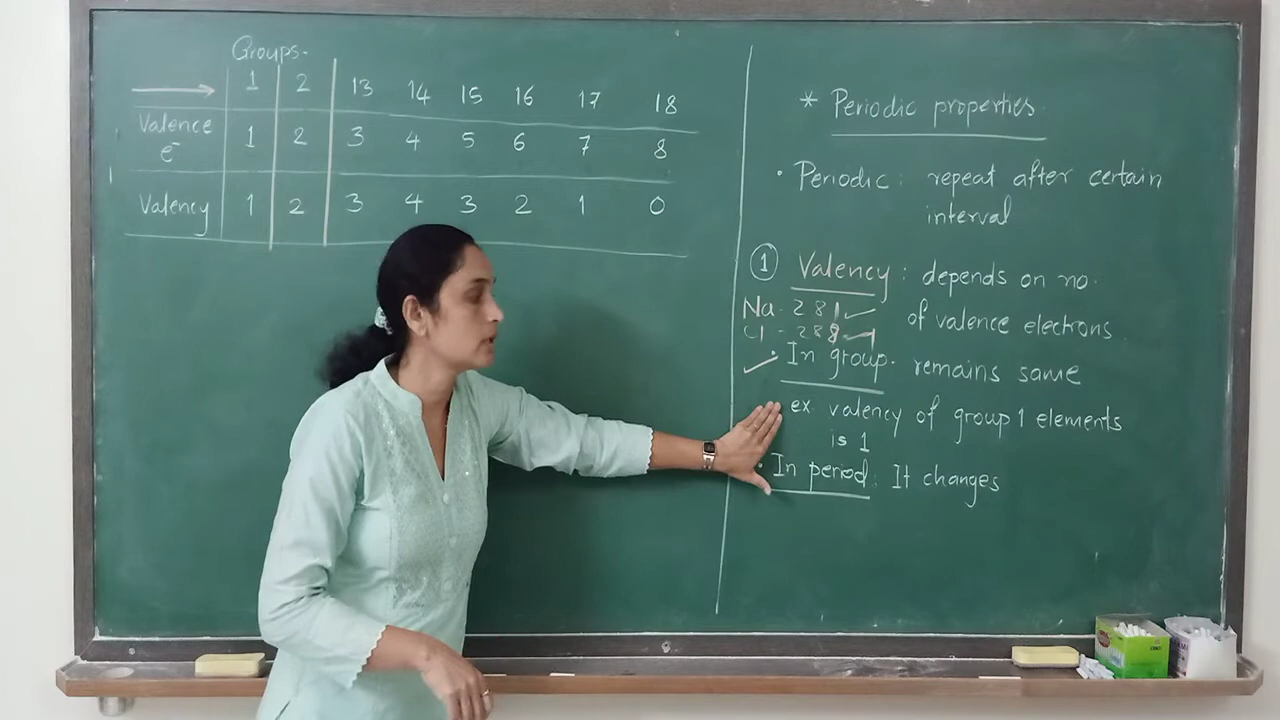 Groups-
1 2 13 14 15 16 17 18
Valence e⁻ 1 2 3 4 5 6 7 8
Valency 1 2 3 4 3 2 1 0
* Periodic properties
• Periodic: repeat after certain
interval
① Valency: depends on no.
of valence electrons
Na - 2 8 1 ✓
Cl - 2 8 8 ✓ 1
✓ • In group - remains same
ex. valency of group 1 elements
is 1
• In period: It changes